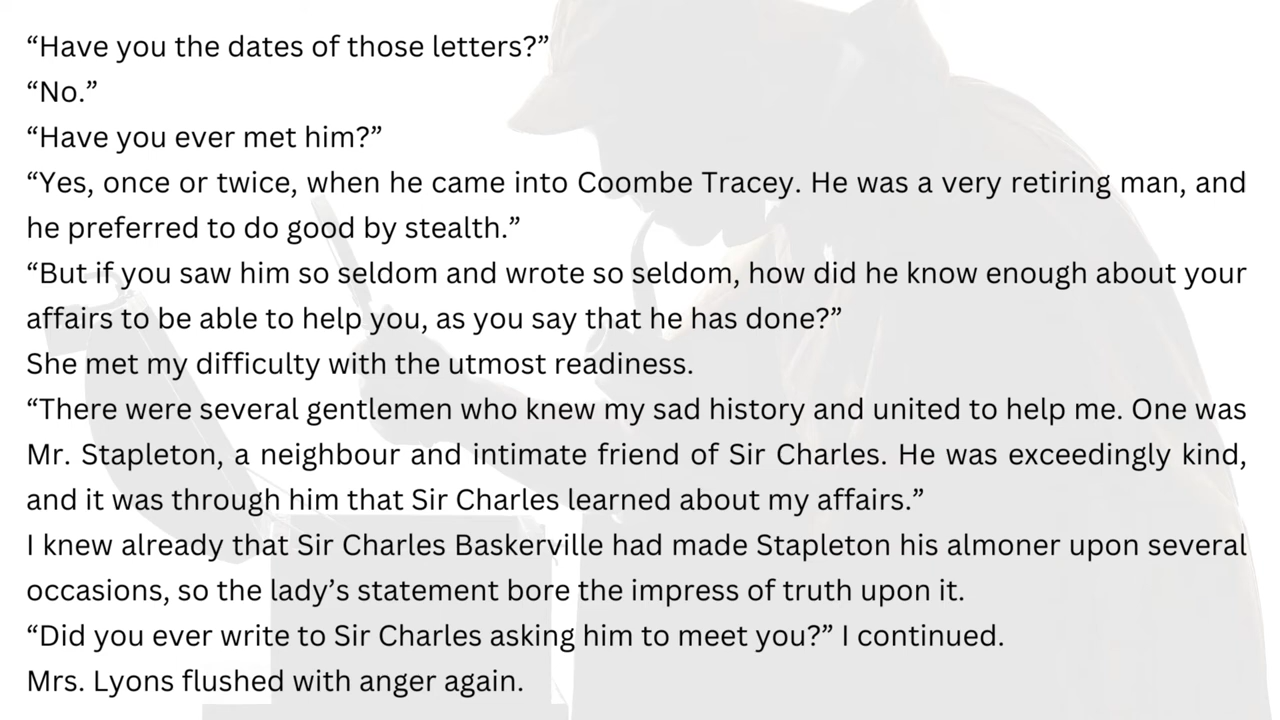 “Have you the dates of those letters?”
“No.”
“Have you ever met him?”
“Yes, once or twice, when he came into Coombe Tracey. He was a very retiring man, and
he preferred to do good by stealth.”
“But if you saw him so seldom and wrote so seldom, how did he know enough about your
affairs to be able to help you, as you say that he has done?”
She met my difficulty with the utmost readiness.
“There were several gentlemen who knew my sad history and united to help me. One was
Mr. Stapleton, a neighbour and intimate friend of Sir Charles. He was exceedingly kind,
and it was through him that Sir Charles learned about my affairs.”
I knew already that Sir Charles Baskerville had made Stapleton his almoner upon several
occasions, so the lady’s statement bore the impress of truth upon it.
“Did you ever write to Sir Charles asking him to meet you?” I continued.
Mrs. Lyons flushed with anger again.